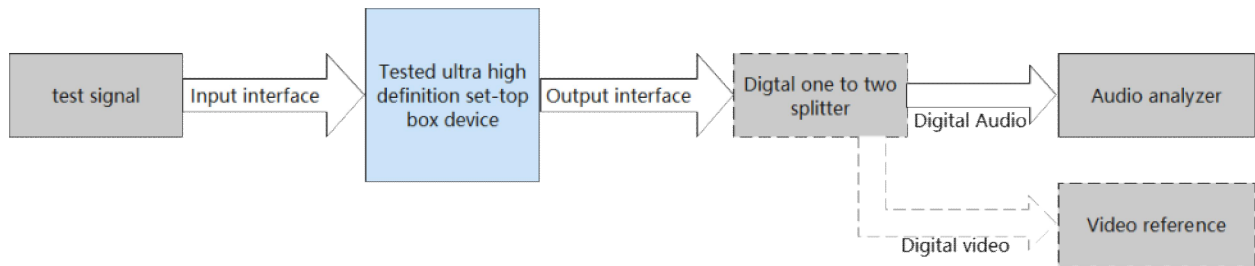 test signal
Input interface
Tested ultra high
definition set-top
box device
Output interface
Digtal one to two
splitter
Digital Audio
Audio analyzer
Digital video
Video reference